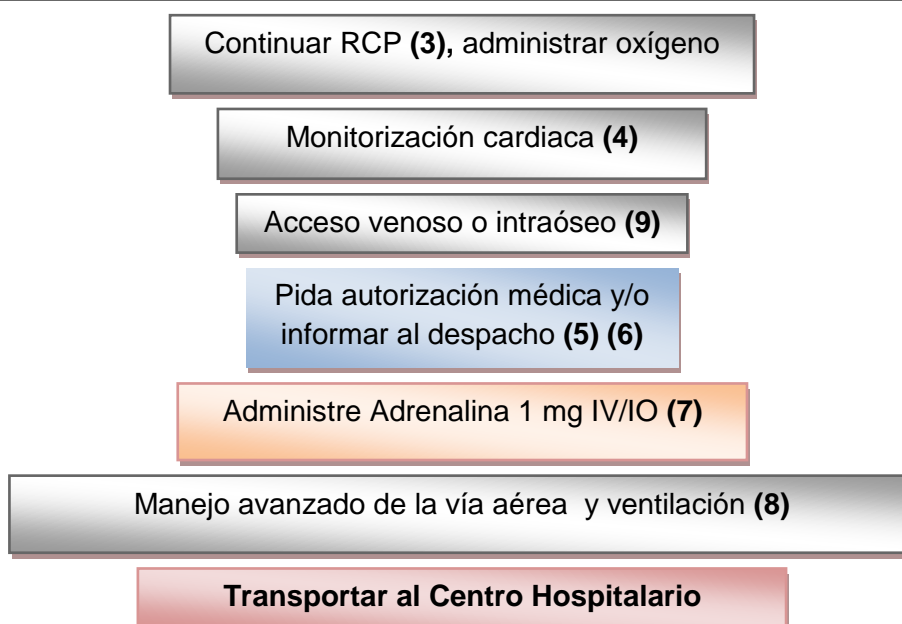 Continuar RCP (3), administrar oxígeno
Monitorización cardiaca (4)
Acceso venoso o intraóseo (9)
Pida autorización médica y/o
informar al despacho (5) (6)
Administre Adrenalina 1 mg IV/IO (7)
Manejo avanzado de la vía aérea y ventilación (8)
Transportar al Centro Hospitalario